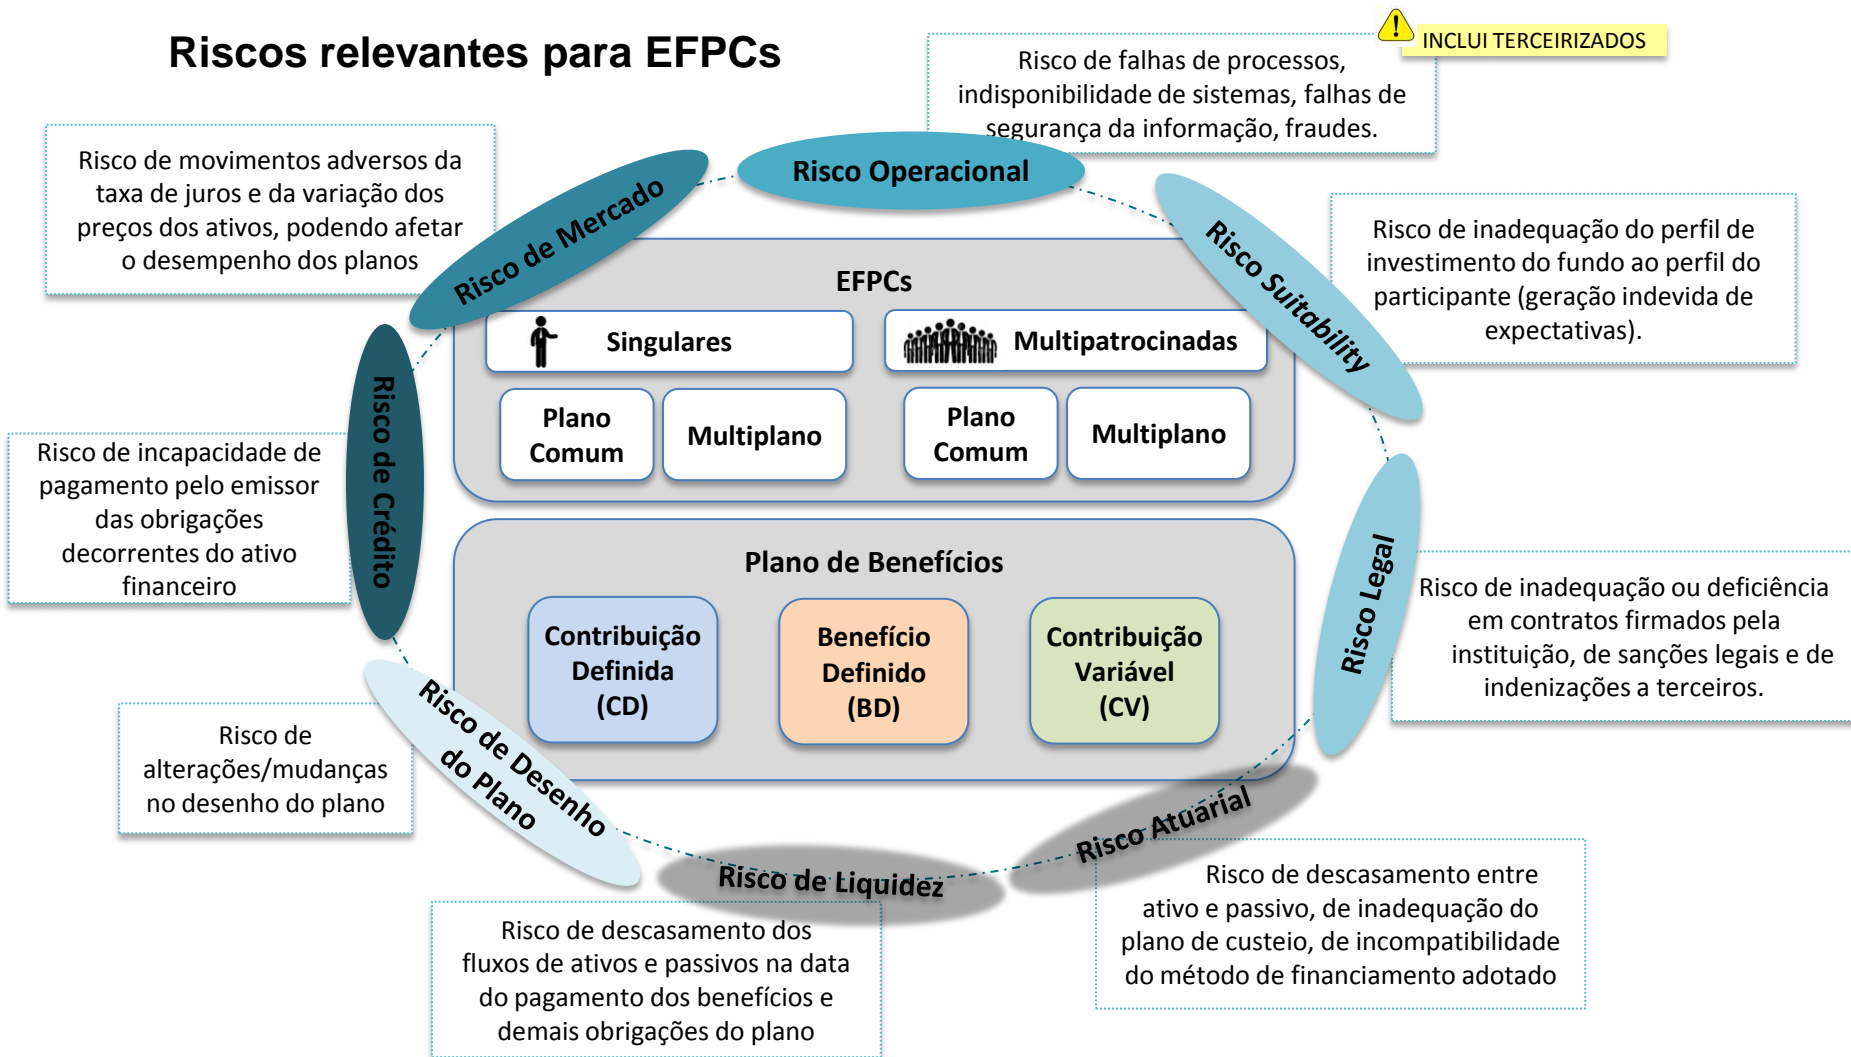 Riscos relevantes para EFPCs
INCLUI TERCEIRIZADOS
Risco de falhas de processos,
indisponibilidade de sistemas, falhas de
segurança da informação, fraudes.
Risco Operacional
Risco de movimentos adversos da
taxa de juros e da variação dos
preços dos ativos, podendo afetar
o desempenho dos planos
Risco de Mercado
Risco Suitability
Risco de inadequação do perfil de
investimento do fundo ao perfil do
participante (geração indevida de
expectativas).
EFPCs
Singulares
Multipatrocinadas
Plano
Comum
Multiplano
Plano
Comum
Multiplano
Risco de Crédito
Risco de incapacidade de
pagamento pelo emissor
das obrigações
decorrentes do ativo
financeiro
Plano de Benefícios
Contribuição
Definida
(CD)
Benefício
Definido
(BD)
Contribuição
Variável
(CV)
Risco Legal
Risco de inadequação ou deficiência
em contratos firmados pela
instituição, de sanções legais e de
indenizações a terceiros.
Risco de Desenho
do Plano
Risco de
alterações/mudanças
no desenho do plano
Risco de Liquidez
Risco de descasamento dos
fluxos de ativos e passivos na data
do pagamento dos benefícios e
demais obrigações do plano
Risco Atuarial
Risco de descasamento entre
ativo e passivo, de inadequação do
plano de custeio, de incompatibilidade
do método de financiamento adotado